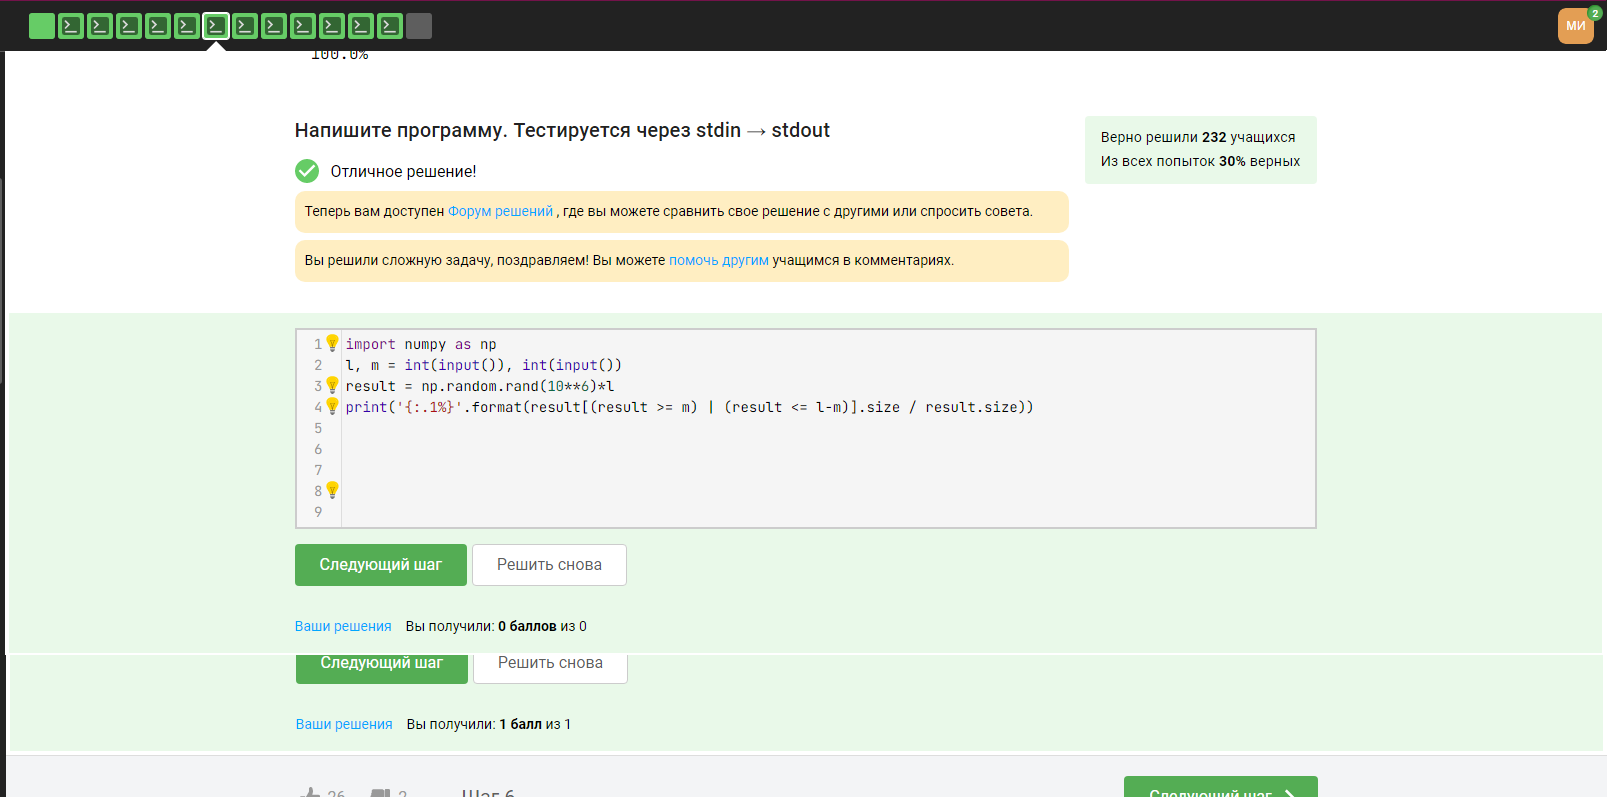 МИ
2
100.0%
Напишите программу. Тестируется через stdin → stdout
Верно решили 232 учащихся
Из всех попыток 30% верных
Отличное решение!
Теперь вам доступен Форум решений , где вы можете сравнить свое решение с другими или спросить совета.
Вы решили сложную задачу, поздравляем! Вы можете помочь другим учащимся в комментариях.
1 import numpy as np
2 l, m = int(input()), int(input())
3 result = np.random.rand(10**6)*l
4 print('{:.1%}'.format(result[(result >= m) | (result <= l-m)].size / result.size))
5
6
7
8
9
Следующий шаг
Решить снова
Ваши решения Вы получили: 0 баллов из 0
Следующий шаг
Решить снова
Ваши решения Вы получили: 1 балл из 1
26
2
Шаг 6
Следующий шаг